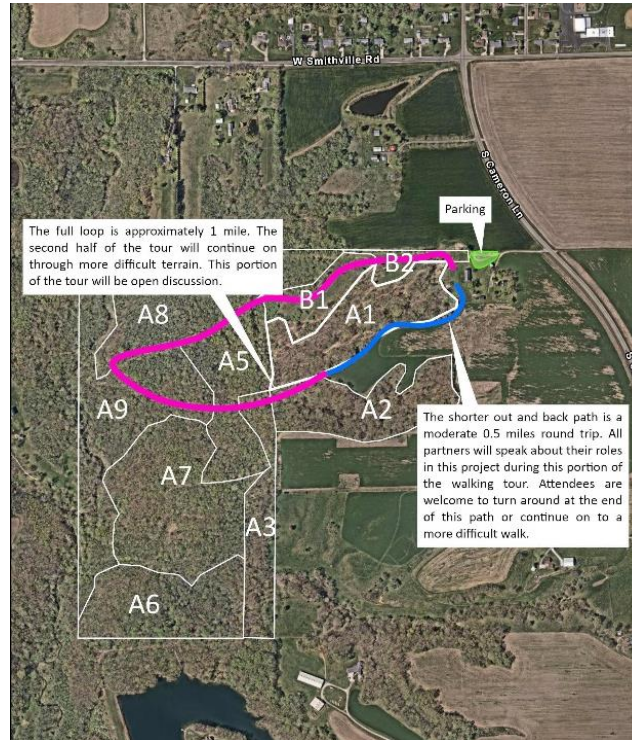 W Smithville Rd
S Cameron Ln
Parking
The full loop is approximately 1 mile. The
second half of the tour will continue on
through more difficult terrain. This portion
of the tour will be open discussion.
B2
B1
A8
A1
A5
A9
A2
The shorter out and back path is a
moderate 0.5 miles round trip. All
partners will speak about their roles
in this project during this portion of
the walking tour. Attendees are
welcome to turn around at the end
of this path or continue on to a
more difficult walk.
A7
A3
A6